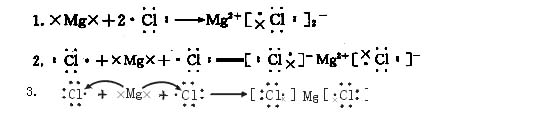 1. ×Mg×+2·Cl: ⟶ Mg²⁺[×Cl:]₂⁻
2, :Cl·+×Mg×+·Cl: —[:Cl×]⁻Mg²⁺[×Cl:]⁻
3. :Cl· + ×Mg× + ·Cl: ⟶ [:Cl:] Mg [:Cl:]